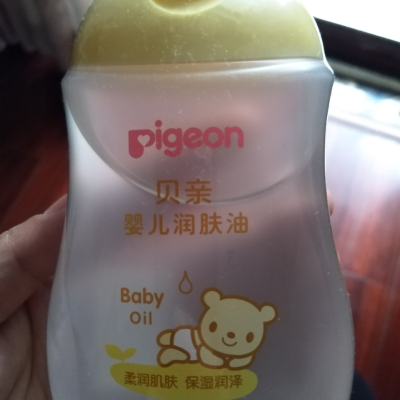 pigeon
贝亲
婴儿润肤油
Baby
Oil
柔润肌肤 保湿润泽